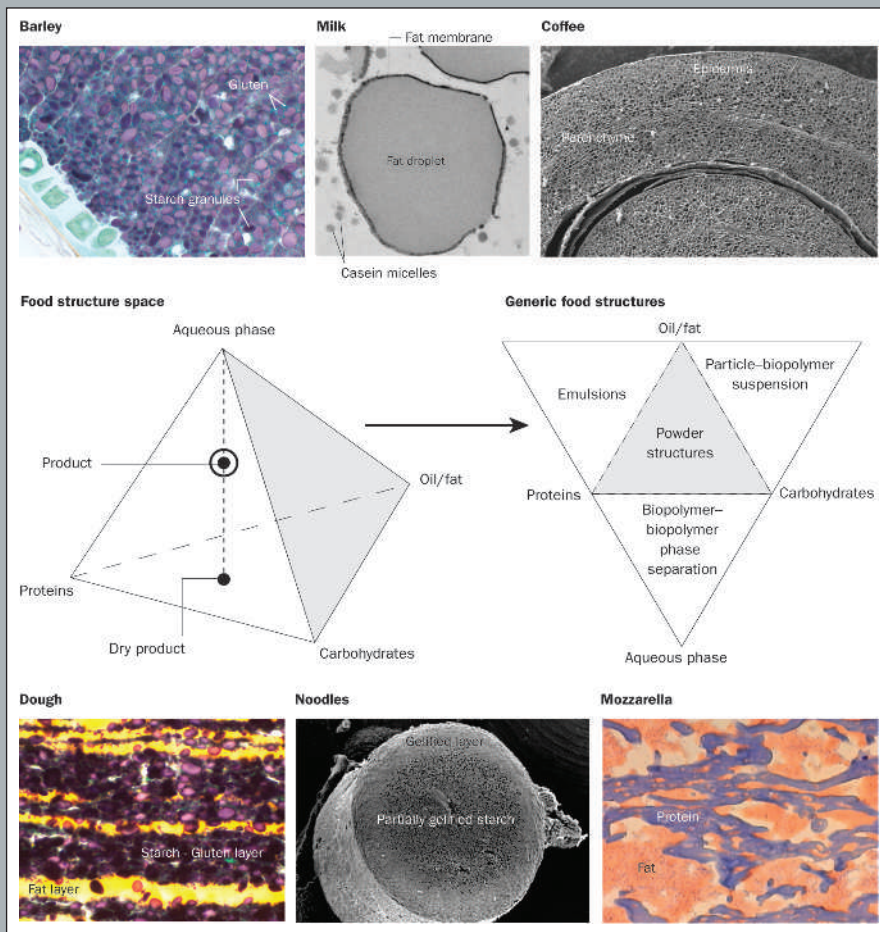 Barley
Milk
Coffee
Fat membrane
Epidermis
Gluten
Parenchyme
Fat droplet
Starch granules
Casein micelles
Food structure space
Generic food structures
Aqueous phase
Oil/fat
Particle–biopolymer
suspension
Emulsions
Powder
structures
Product
Oil/fat
Proteins
Carbohydrates
Biopolymer–
biopolymer
phase
separation
Proteins
Dry product
Carbohydrates
Aqueous phase
Dough
Noodles
Mozzarella
Gelified layer
Partially gelified starch
Protein
Starch - Gluten layer
Fat
Fat layer